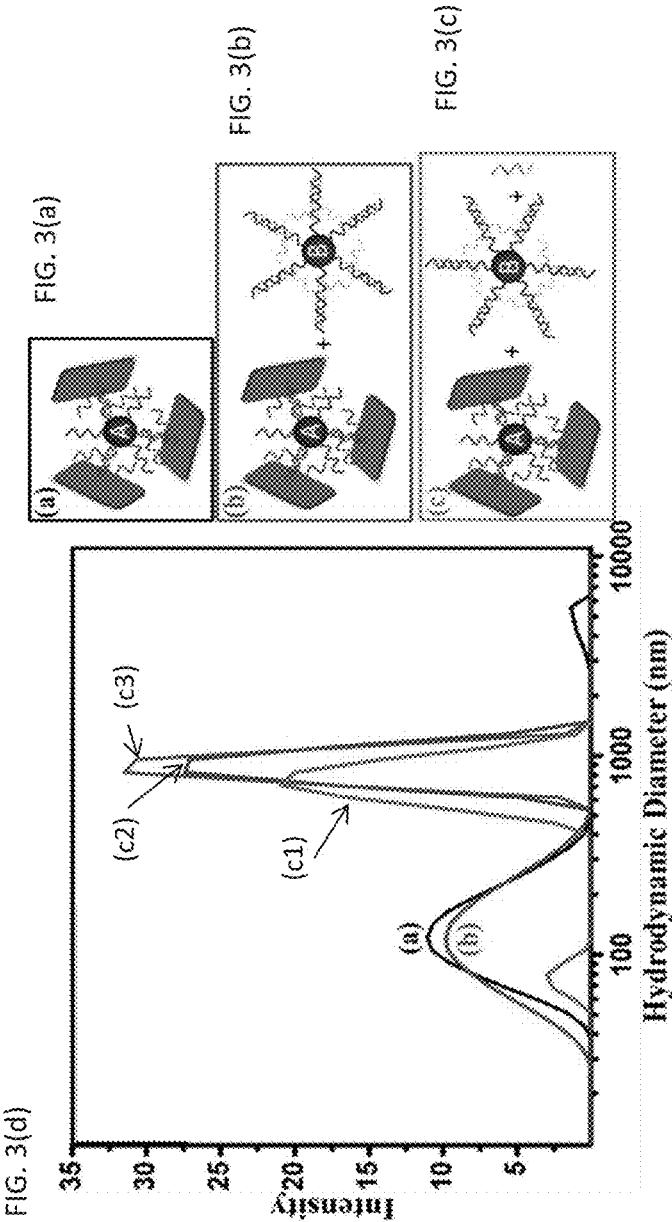 FIG. 3(d)
35
30
25
20
15
10
5
Intensity
100
1000
10000
Hydrodynamic Diameter (nm)
(a)
(b)
(c1)
(c2)
(c3)
FIG. 3(a)
(a)
A
FIG. 3(b)
(b)
A
+
B
FIG. 3(c)
(c)
A
+
B
+